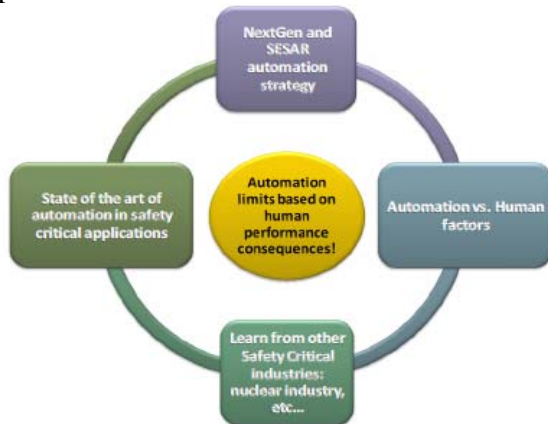 NextGen and
SESAR
automation
strategy
State of the art of
automation in safety
critical applications
Automation
limits based on
human
performance
consequences!
Automation vs. Human
factors
Learn from other
Safety Critical
industries:
nuclear industry,
etc...